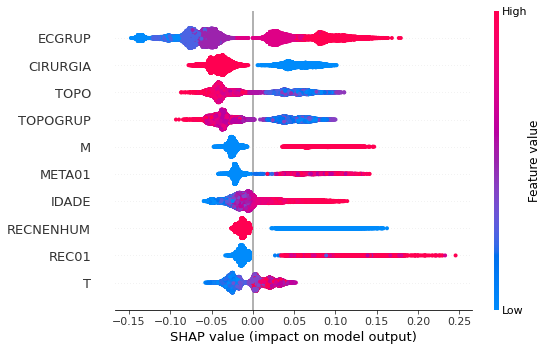 High
ECGRUP
CIRURGIA
TOPO
TOPOGRUP
M
META01
IDADE
RECNENHUM
REC01
T
Feature value
Low
−0.15 −0.10 −0.05 0.00 0.05 0.10 0.15 0.20 0.25
SHAP value (impact on model output)